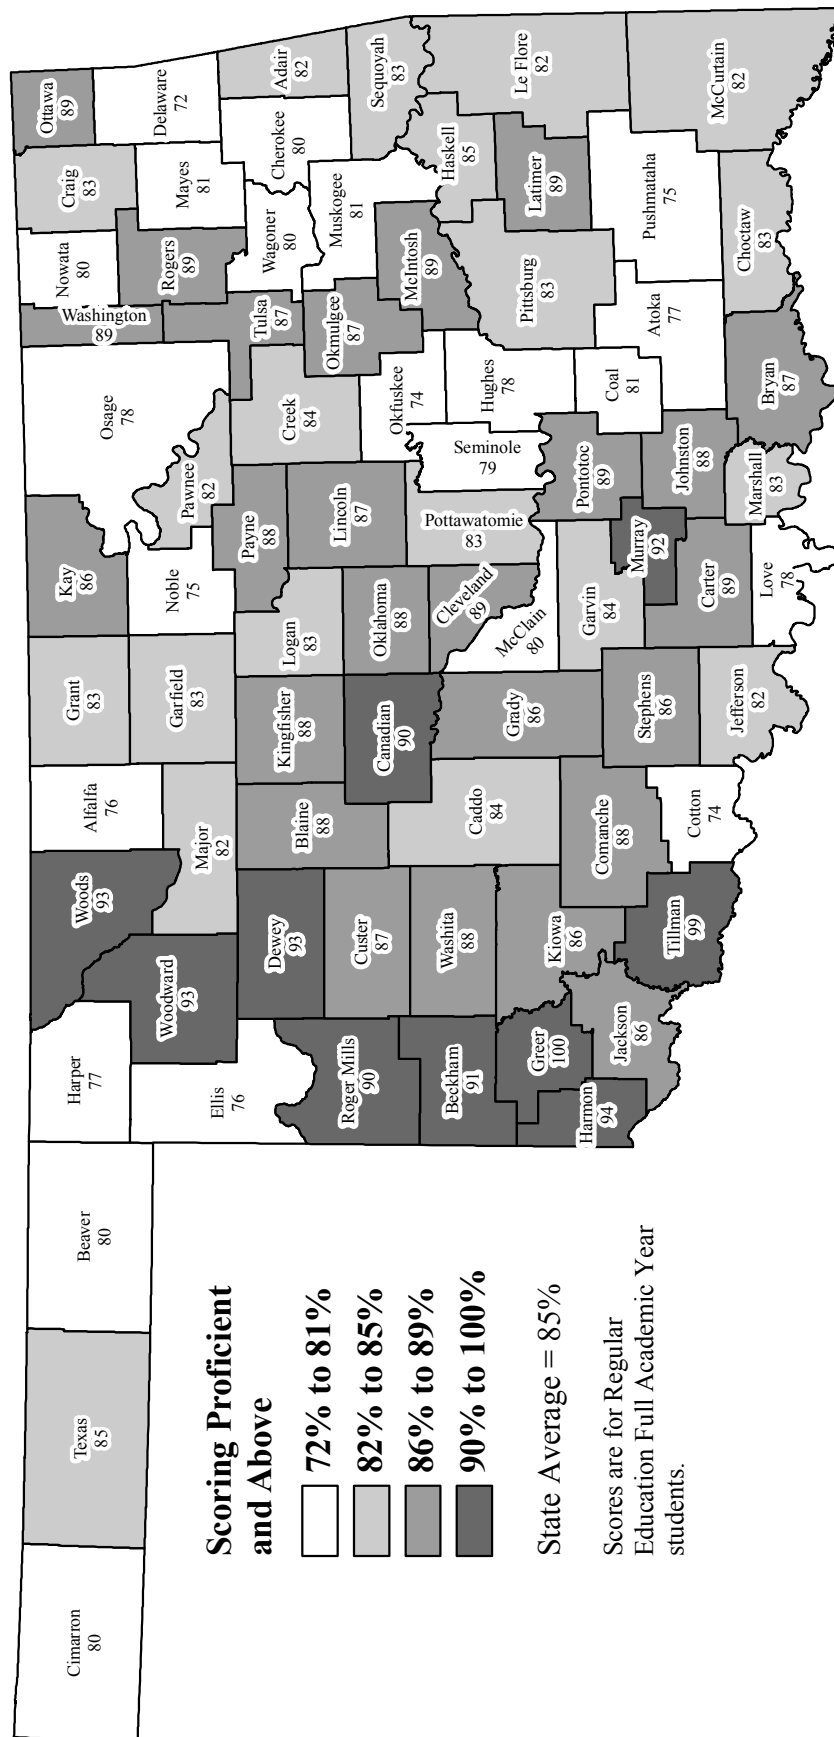 Cimarron
80
Texas
85
Beaver
80
Harper
77
Woods
93
Alfalfa
76
Grant
83
Kay
86
Osage
78
Washington
89
Nowata
80
Craig
83
Ottawa
89
Ellis
76
Woodward
93
Major
82
Garfield
83
Noble
75
Pawnee
82
Rogers
89
Mayes
81
Delaware
72
Roger Mills
90
Dewey
93
Blaine
88
Kingfisher
88
Logan
83
Payne
88
Creek
84
Tulsa
87
Wagoner
80
Cherokee
80
Adair
82
Beckham
91
Custer
87
Canadian
90
Oklahoma
88
Lincoln
87
Okfuskee
74
Okmulgee
87
Muskogee
81
Sequoyah
83
Washita
88
Caddo
84
Cleveland
89
Pottawatomie
83
Seminole
79
Hughes
78
McIntosh
89
Haskell
85
Le Flore
82
Harmon
94
Greer
100
Kiowa
86
Grady
86
McClain
80
Pittsburg
83
Latimer
89
Jackson
86
Comanche
88
Garvin
84
Pontotoc
89
Coal
81
Tillman
99
Stephens
86
Murray
92
Johnston
88
Atoka
77
Pushmataha
75
McCurtain
82
Cotton
74
Jefferson
82
Carter
89
Love
78
Marshall
83
Bryan
87
Choctaw
83
Scoring Proficient
and Above
72% to 81%
82% to 85%
86% to 89%
90% to 100%
State Average = 85%
Scores are for Regular
Education Full Academic Year
students.